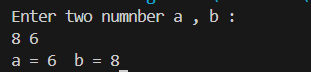 Enter two numnber a , b :
8 6
a = 6 b = 8